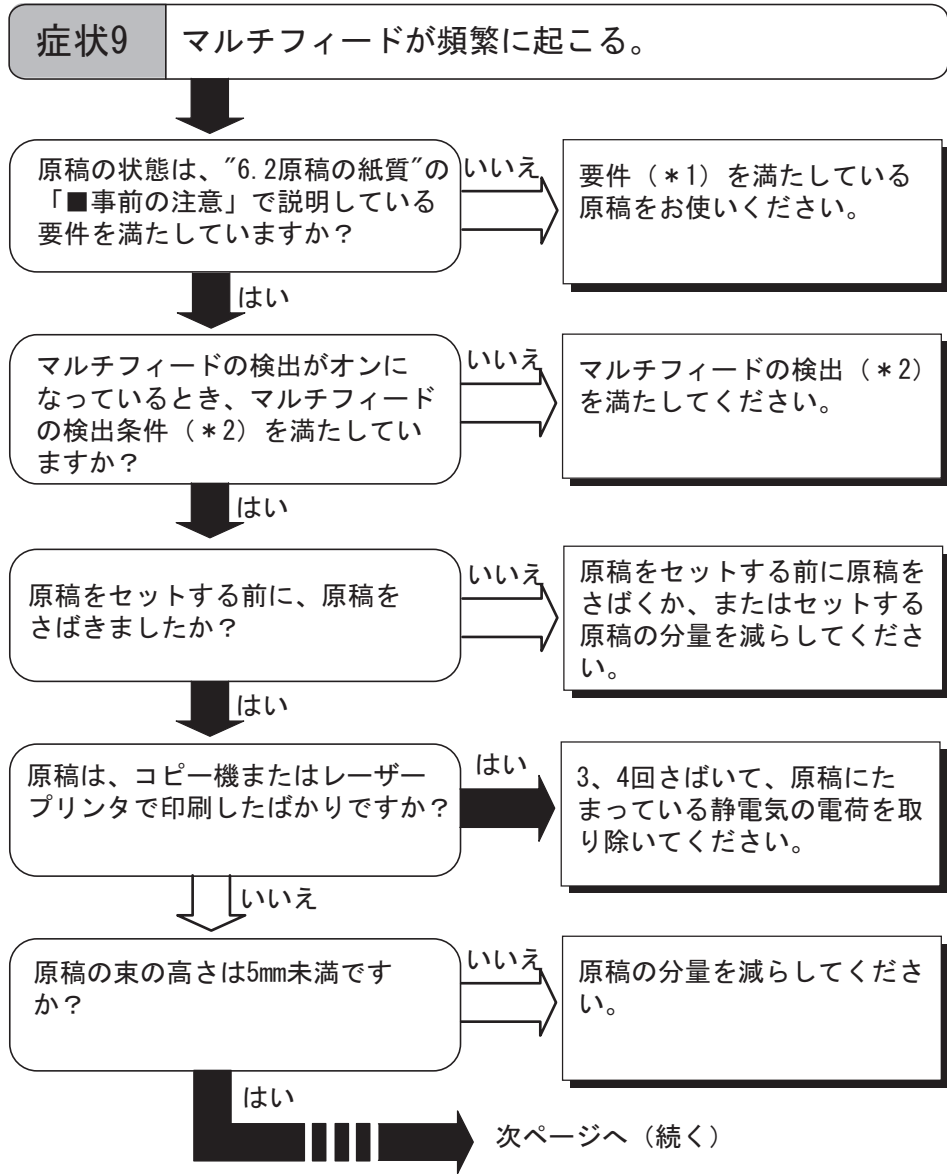 症状9 マルチフィードが頻繁に起こる。
原稿の状態は、″6.2原稿の紙質″の
「■事前の注意」で説明している
要件を満たしていますか？
いいえ
要件（＊1）を満たしている
原稿をお使いください。
はい
マルチフィードの検出がオンに
なっているとき、マルチフィード
の検出条件（＊2）を満たしてい
ますか？
いいえ
マルチフィードの検出（＊2）
を満たしてください。
はい
原稿をセットする前に、原稿を
さばきましたか？
いいえ
原稿をセットする前に原稿を
さばくか、またはセットする
原稿の分量を減らしてくださ
い。
はい
原稿は、コピー機またはレーザー
プリンタで印刷したばかりですか？
はい
3、4回さばいて、原稿にた
まっている静電気の電荷を取
り除いてください。
いいえ
原稿の束の高さは5mm未満です
か？
いいえ
原稿の分量を減らしてくださ
い。
はい
次ページへ（続く）